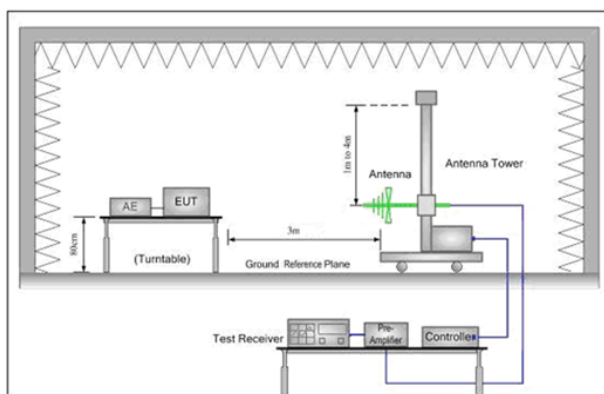 1m to 4m
Antenna
Antenna Tower
AE
EUT
80cm
(Turntable)
3m
Ground Reference Plane
Test Receiver
Pre-
Amplifier
Controller